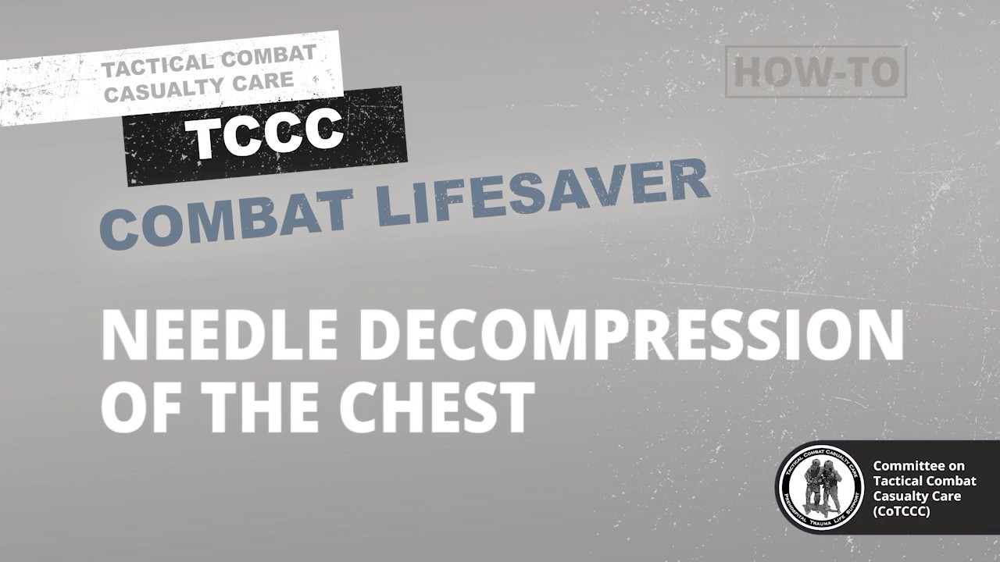 TACTICAL COMBAT
CASUALTY CARE
TCCC
HOW-TO
COMBAT LIFESAVER
NEEDLE DECOMPRESSION
OF THE CHEST
TACTICAL COMBAT CASUALTY CARE
PREHOSPITAL TRAUMA LIFE SUPPORT
Committee on
Tactical Combat
Casualty Care
(CoTCCC)